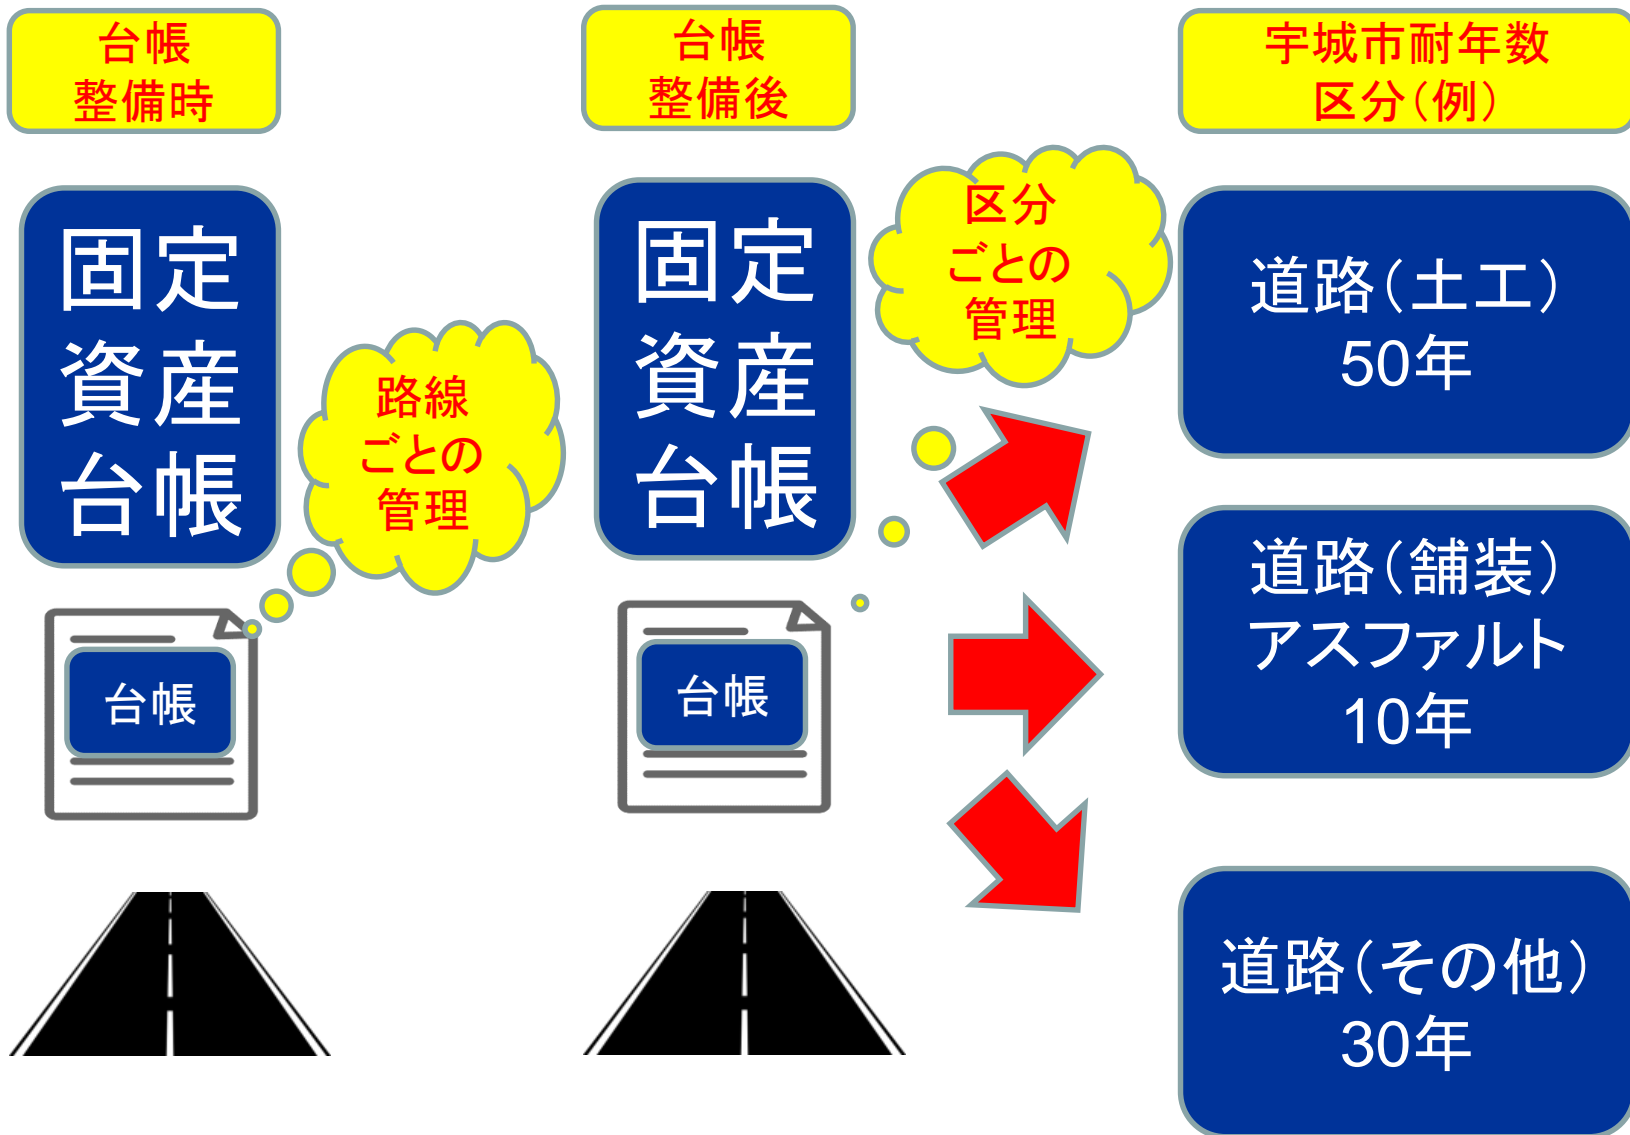 台帳
整備時
固定
資産
台帳
路線
ごとの
管理
台帳
台帳
整備後
固定
資産
台帳
区分
ごとの
管理
台帳
宇城市耐年数
区分（例）
道路（土工）
50年
道路（舗装）
アスファルト
10年
道路（その他）
30年